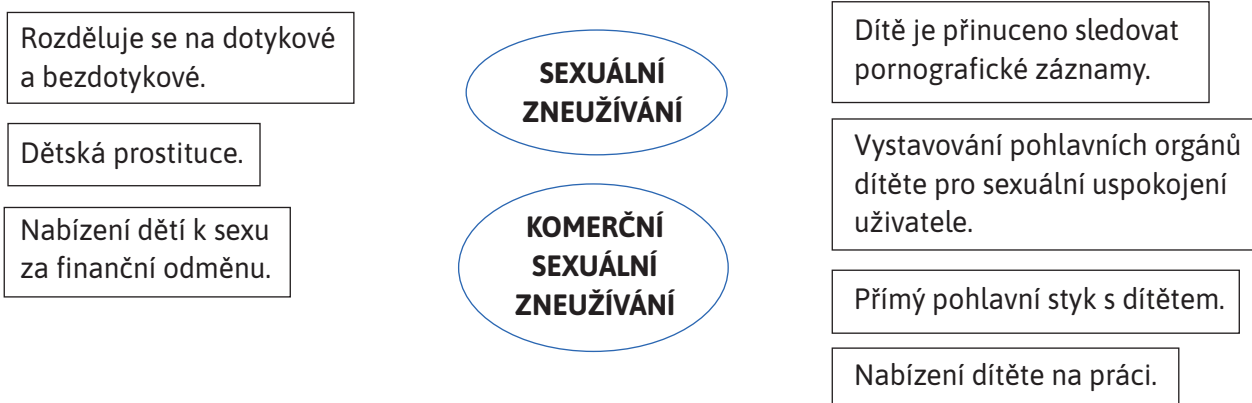 Rozděluje se na dotykové
a bezdotykové.
Dětská prostituce.
Nabízení dětí k sexu
za finanční odměnu.
SEXUÁLNÍ
ZNEUŽÍVÁNÍ
KOMERČNÍ
SEXUÁLNÍ
ZNEUŽÍVÁNÍ
Dítě je přinuceno sledovat
pornografické záznamy.
Vystavování pohlavních orgánů
dítěte pro sexuální uspokojení
uživatele.
Přímý pohlavní styk s dítětem.
Nabízení dítěte na práci.